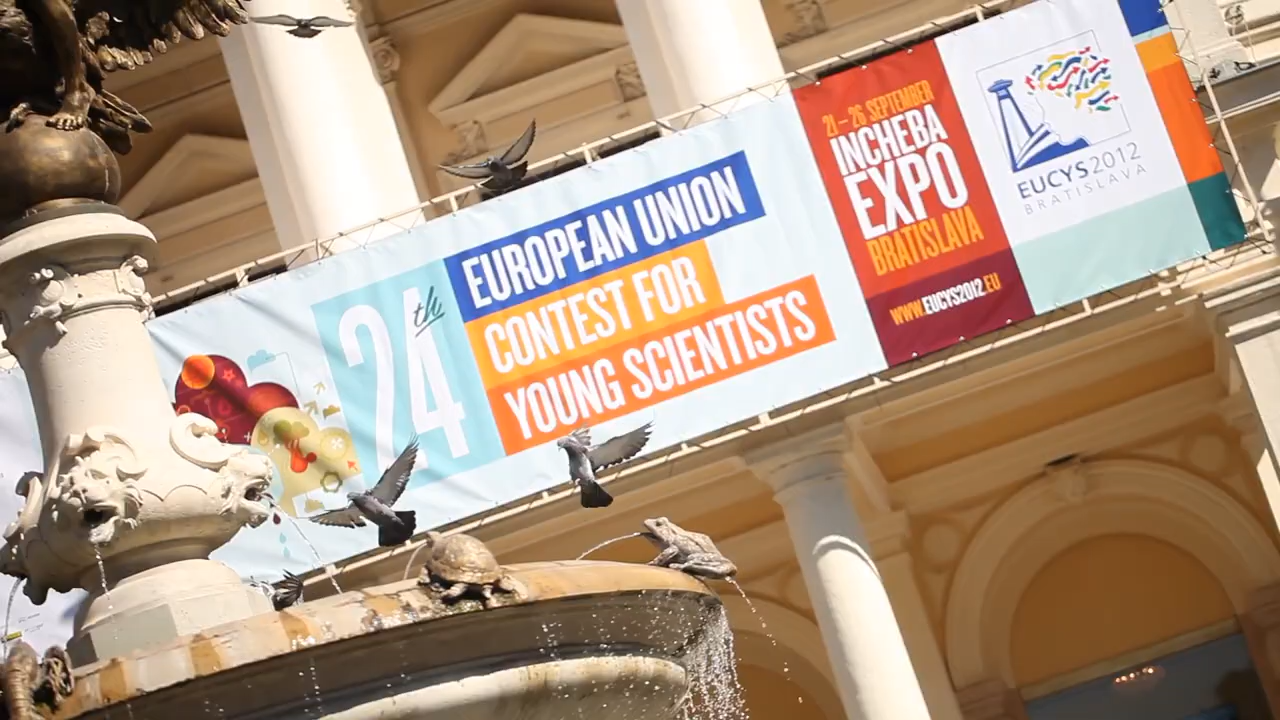 24th
EUROPEAN UNION
CONTEST FOR
YOUNG SCIENTISTS
21 – 26 SEPTEMBER
INCHEBA
EXPO
BRATISLAVA
WWW.EUCYS2012.EU
EUCYS2012
BRATISLAVA